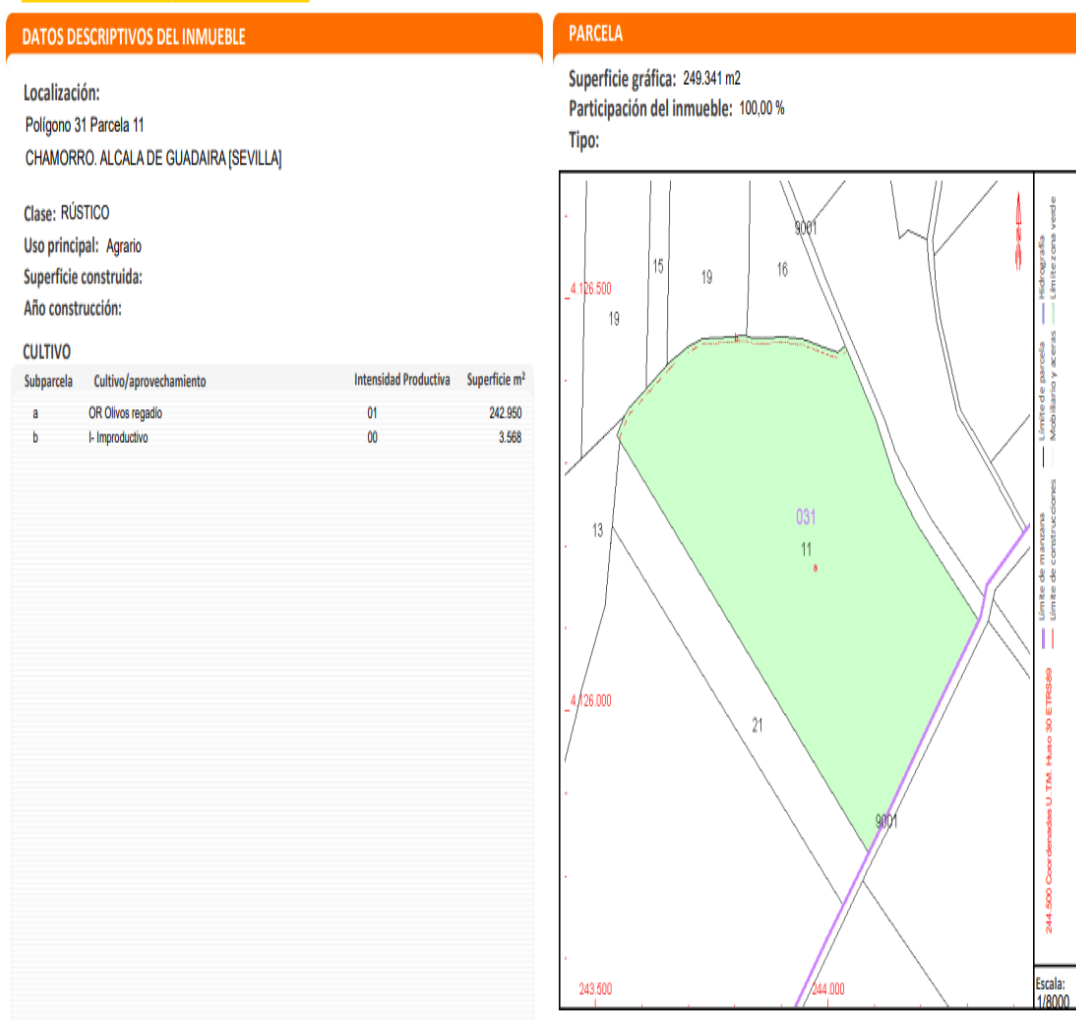 DATOS DESCRIPTIVOS DEL INMUEBLE
Localización:
Polígono 31 Parcela 11
CHAMORRO. ALCALA DE GUADAIRA [SEVILLA]
Clase: RÚSTICO
Uso principal: Agrario
Superficie construida:
Año construcción:
CULTIVO
Subparcela Cultivo/aprovechamiento Intensidad Productiva Superficie m²
a OR Olivos regadío 01 242.950
b I- Improductivo 00 3.568
PARCELA
Superficie gráfica: 249.341 m2
Participación del inmueble: 100,00 %
Tipo:
9001
15
19
16
4.126.500
19
b
031
11
a
13
4.126.000
21
9001
243.500
244.000
Límite de manzana Límite de parcela Hidrografía
Límite de construcciones Mobiliario y aceras Límite zona verde
244.500 Coordenadas U.T.M. Huso 30 ETRS89
Escala:
1/8000